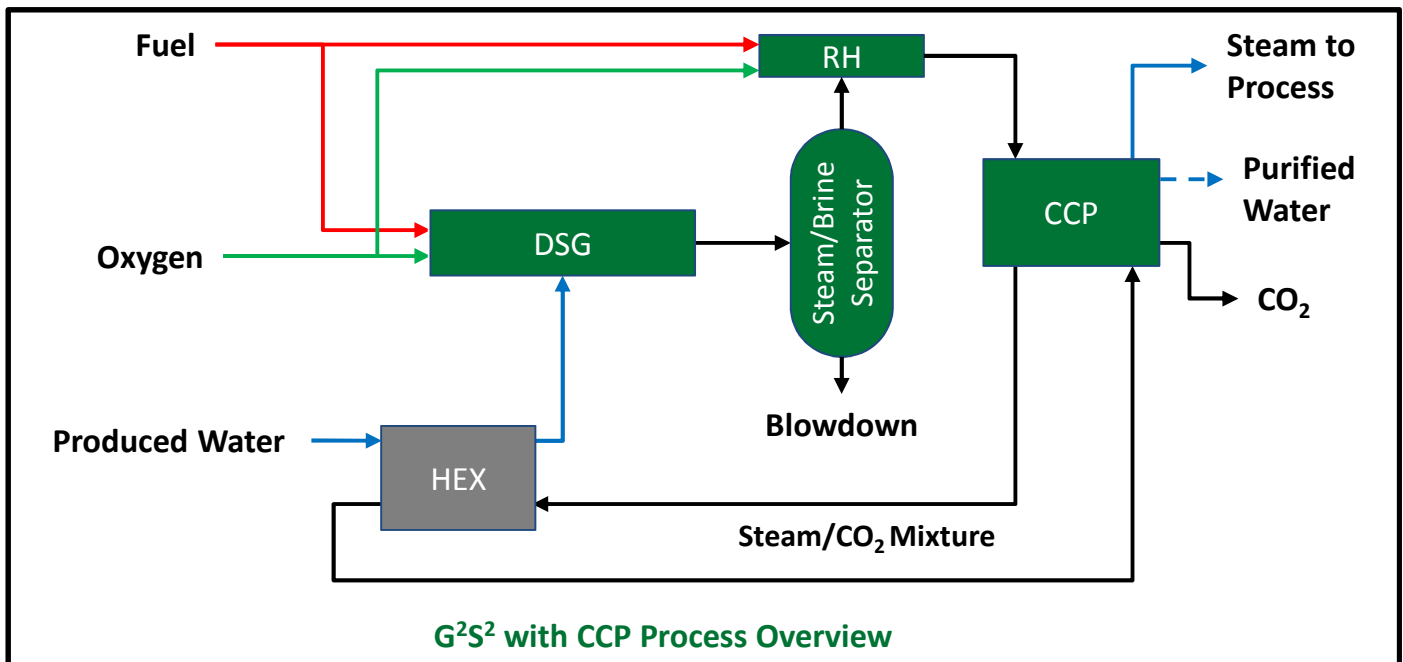 Fuel
RH
Steam to
Process
Purified
Water
Steam/Brine
Separator
CCP
DSG
Oxygen
CO₂
Blowdown
Produced Water
HEX
Steam/CO₂ Mixture
G²S² with CCP Process Overview